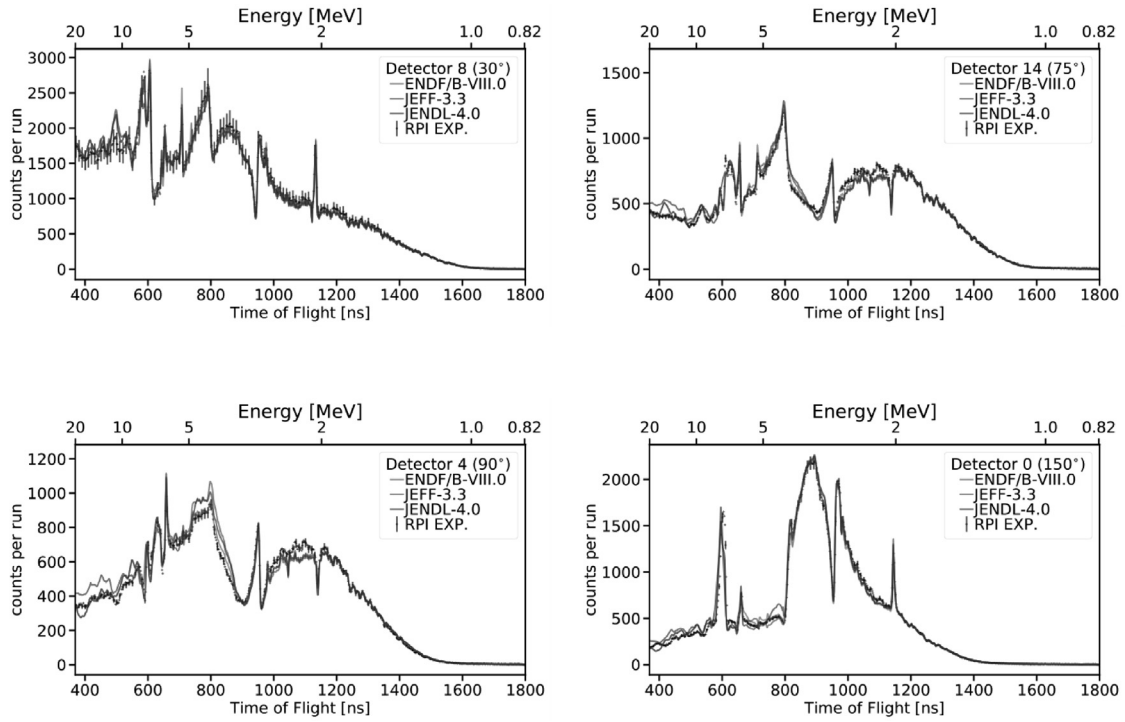 Energy [MeV]
20 10 5 2 1.0 0.82
counts per run
3000
2500
2000
1500
1000
500
0
Detector 8 (30°)
ENDF/B-VIII.0
JEFF-3.3
JENDL-4.0
RPI EXP.
400 600 800 1000 1200 1400 1600 1800
Time of Flight [ns]
Energy [MeV]
20 10 5 2 1.0 0.82
counts per run
1500
1000
500
0
Detector 14 (75°)
ENDF/B-VIII.0
JEFF-3.3
JENDL-4.0
RPI EXP.
400 600 800 1000 1200 1400 1600 1800
Time of Flight [ns]
Energy [MeV]
20 10 5 2 1.0 0.82
counts per run
1200
1000
800
600
400
200
0
Detector 4 (90°)
ENDF/B-VIII.0
JEFF-3.3
JENDL-4.0
RPI EXP.
400 600 800 1000 1200 1400 1600 1800
Time of Flight [ns]
Energy [MeV]
20 10 5 2 1.0 0.82
counts per run
2000
1500
1000
500
0
Detector 0 (150°)
ENDF/B-VIII.0
JEFF-3.3
JENDL-4.0
RPI EXP.
400 600 800 1000 1200 1400 1600 1800
Time of Flight [ns]